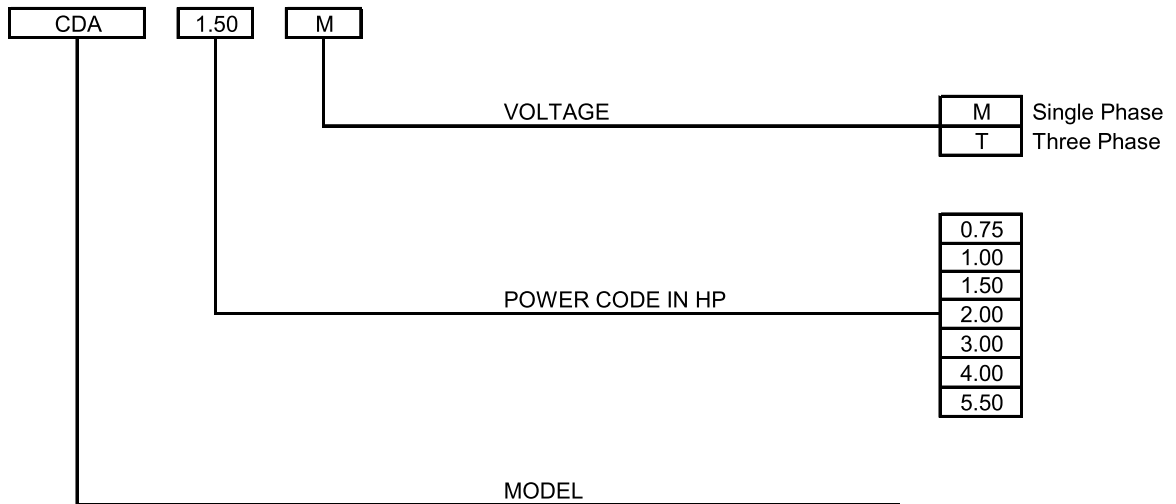 CDA 1.50 M
VOLTAGE
M Single Phase
T Three Phase
0.75
1.00
1.50
POWER CODE IN HP
2.00
3.00
4.00
5.50
MODEL